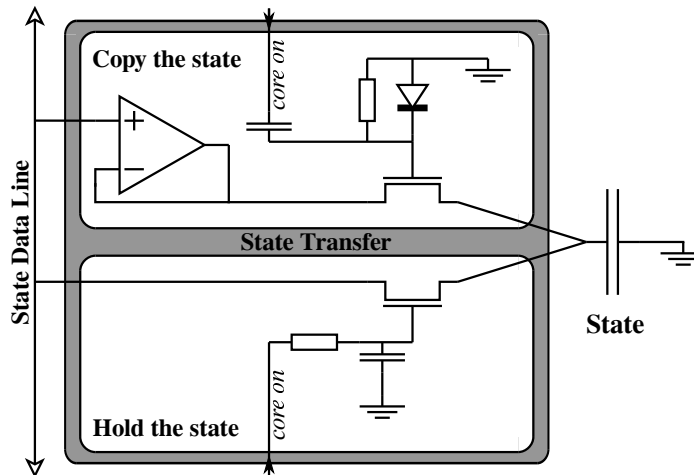 Copy the state
core on
+
−
State Data Line
State Transfer
State
core on
Hold the state